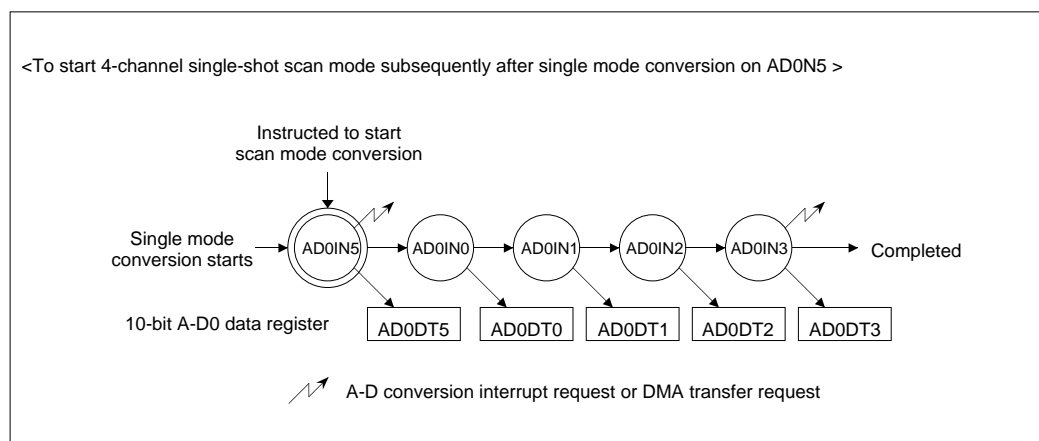 <To start 4-channel single-shot scan mode subsequently after single mode conversion on AD0N5 >
Instructed to start
scan mode conversion
Single mode
conversion starts
AD0IN5
AD0IN0
AD0IN1
AD0IN2
AD0IN3
Completed
10-bit A-D0 data register
AD0DT5
AD0DT0
AD0DT1
AD0DT2
AD0DT3
A-D conversion interrupt request or DMA transfer request